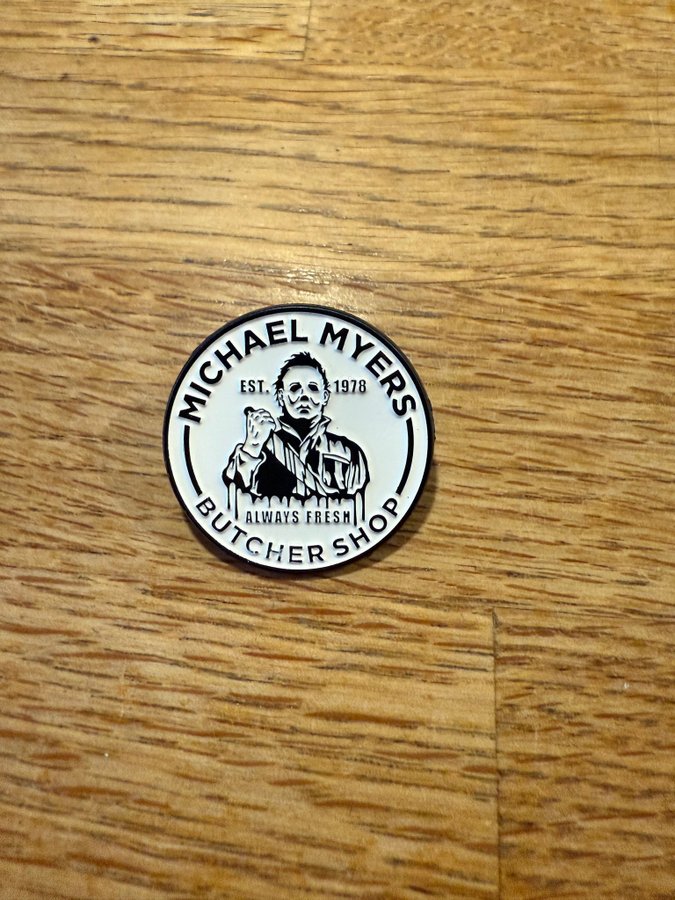 MICHAEL MYERS
EST. 1978
ALWAYS FRESH
BUTCHER SHOP